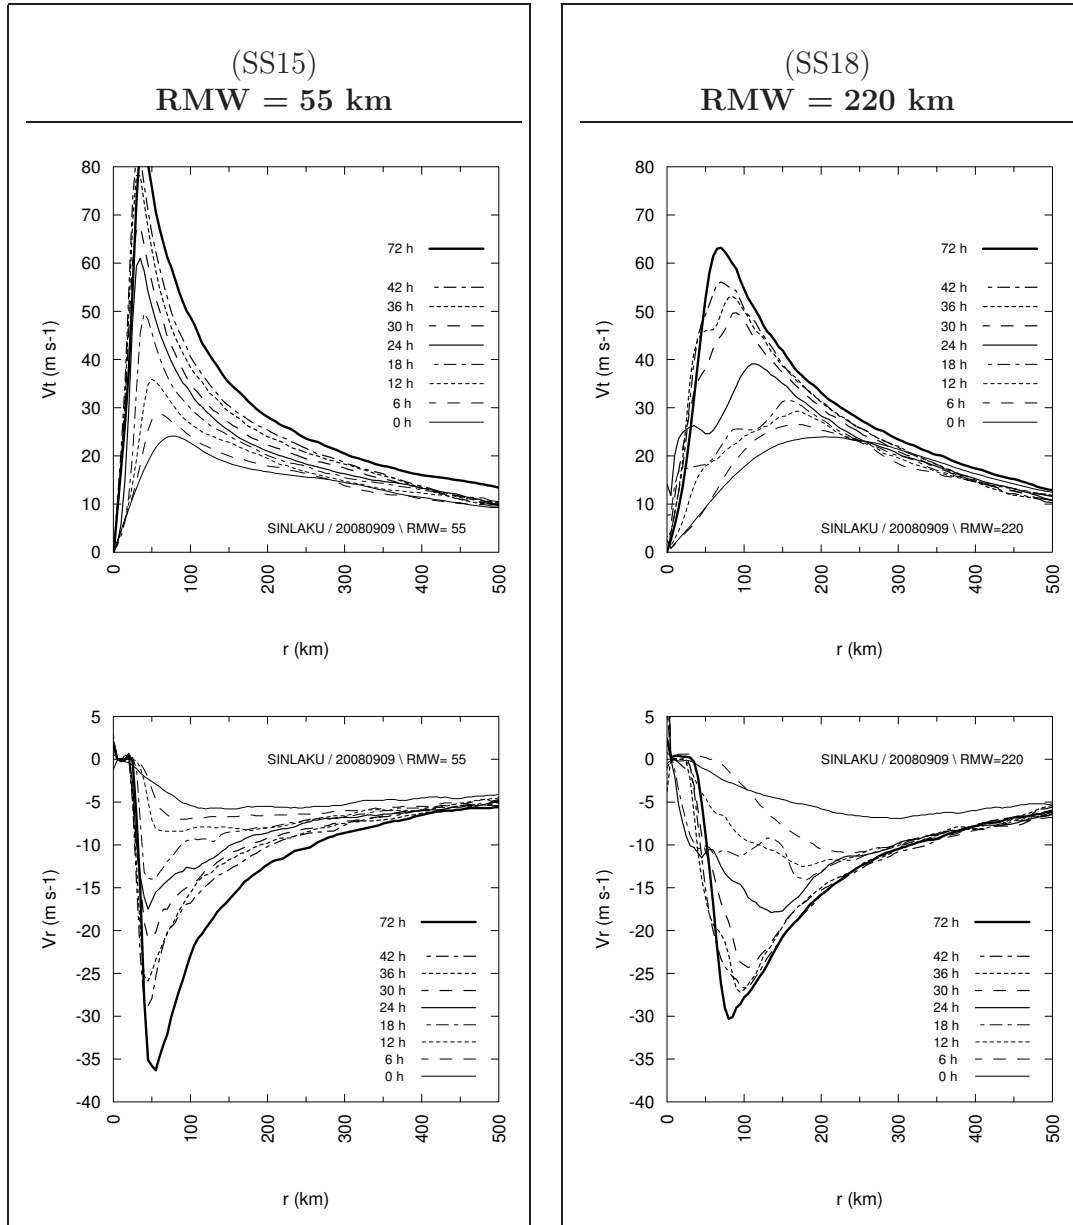 (SS15)
RMW = 55 km
80
70
60
50
40
30
20
10
0
Vt (m s-1)
72 h
42 h
36 h
30 h
24 h
18 h
12 h
6 h
0 h
SINLAKU / 20080909 \ RMW= 55
0
100
200
300
400
500
r (km)
5
0
-5
-10
-15
-20
-25
-30
-35
-40
Vr (m s-1)
SINLAKU / 20080909 \ RMW= 55
72 h
42 h
36 h
30 h
24 h
18 h
12 h
6 h
0 h
0
100
200
300
400
500
r (km)
(SS18)
RMW = 220 km
80
70
60
50
40
30
20
10
0
Vt (m s-1)
72 h
42 h
36 h
30 h
24 h
18 h
12 h
6 h
0 h
SINLAKU / 20080909 \ RMW=220
0
100
200
300
400
500
r (km)
5
0
-5
-10
-15
-20
-25
-30
-35
-40
Vr (m s-1)
SINLAKU / 20080909 \ RMW=220
72 h
42 h
36 h
30 h
24 h
18 h
12 h
6 h
0 h
0
100
200
300
400
500
r (km)